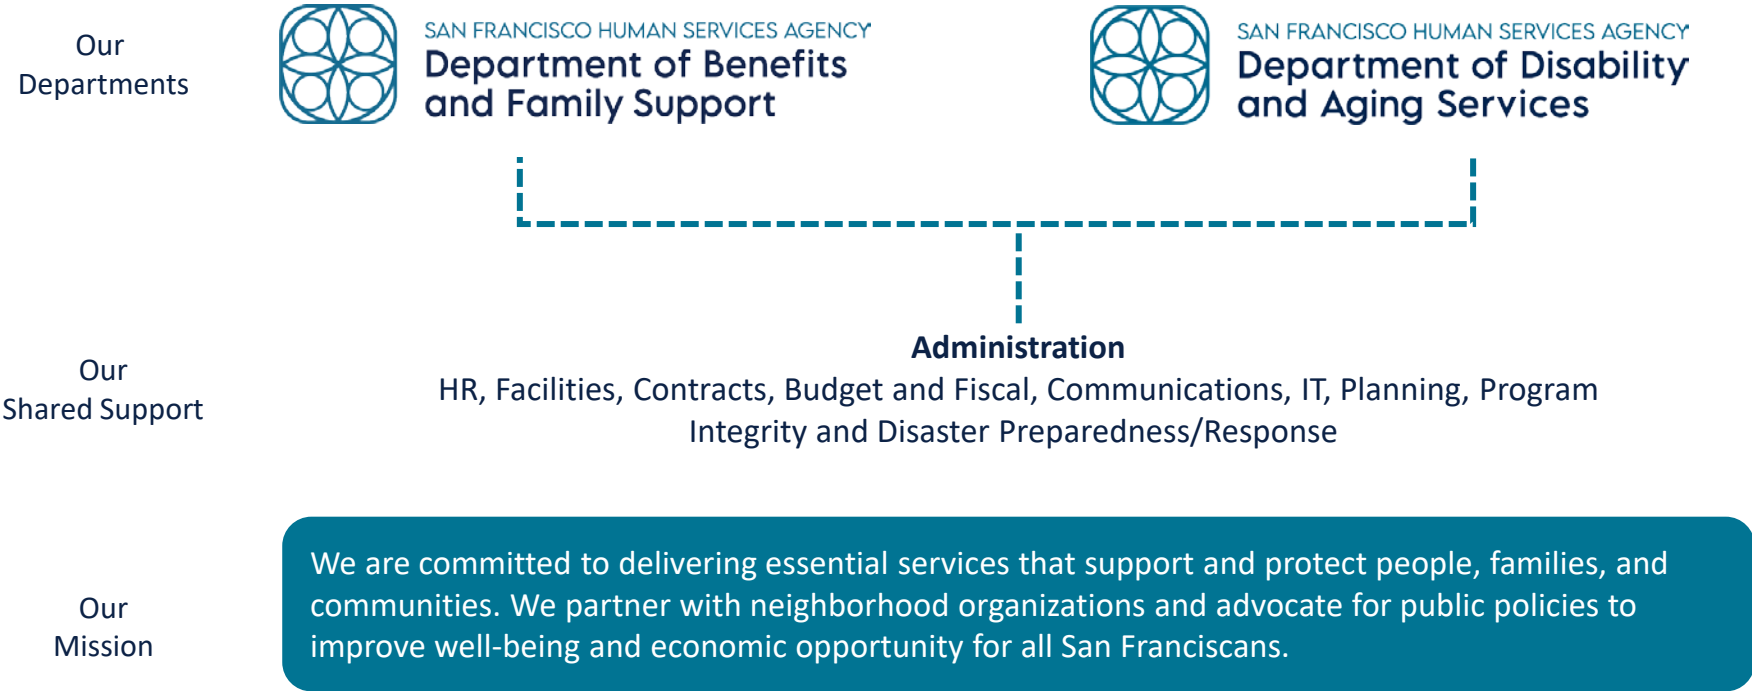 Our
Departments
SAN FRANCISCO HUMAN SERVICES AGENCY
Department of Benefits
and Family Support
SAN FRANCISCO HUMAN SERVICES AGENCY
Department of Disability
and Aging Services
Our
Shared Support
Administration
HR, Facilities, Contracts, Budget and Fiscal, Communications, IT, Planning, Program
Integrity and Disaster Preparedness/Response
Our
Mission
We are committed to delivering essential services that support and protect people, families, and
communities. We partner with neighborhood organizations and advocate for public policies to
improve well-being and economic opportunity for all San Franciscans.